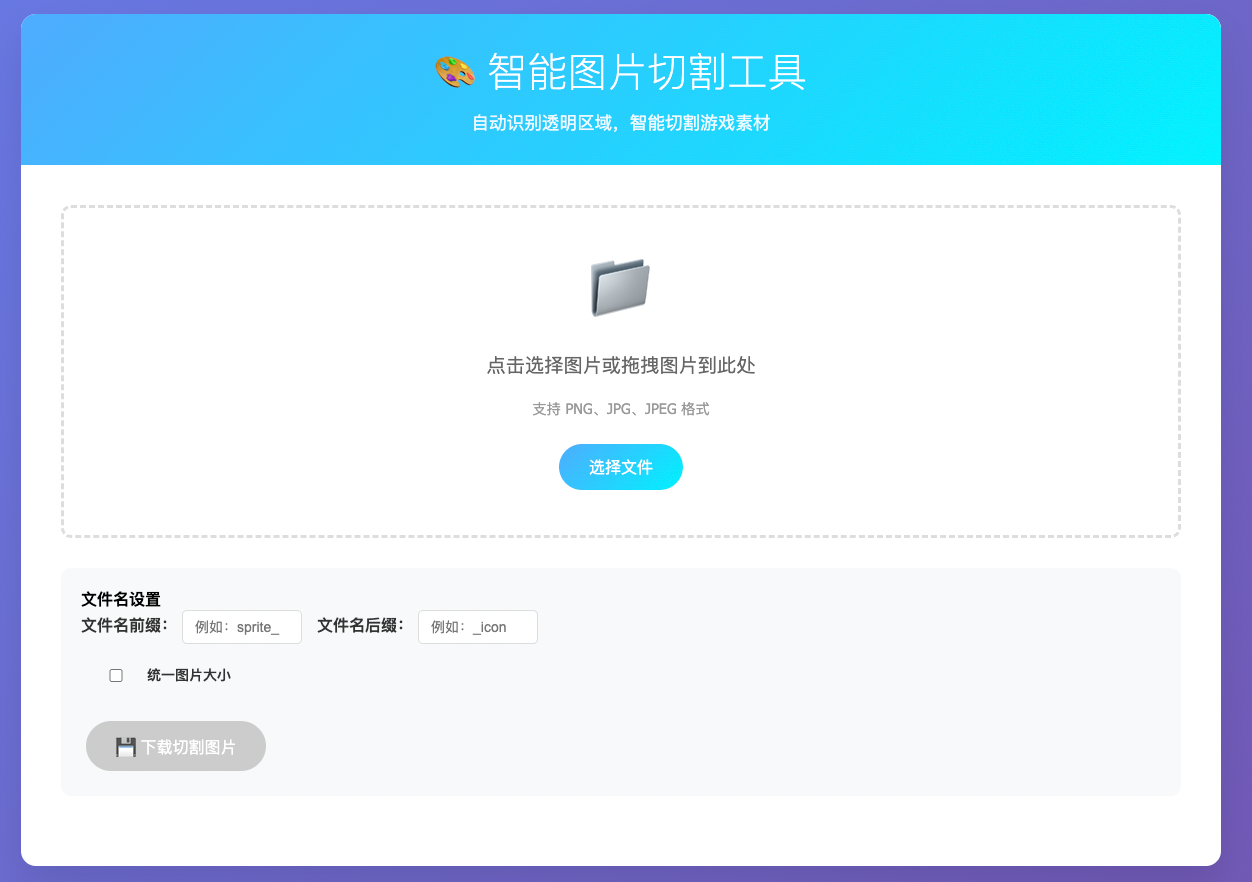 智能图片切割工具
自动识别透明区域，智能切割游戏素材
点击选择图片或拖拽图片到此处
支持 PNG、JPG、JPEG 格式
选择文件
文件名设置
文件名前缀： 例如：sprite_ 文件名后缀： 例如：_icon
统一图片大小
下载切割图片